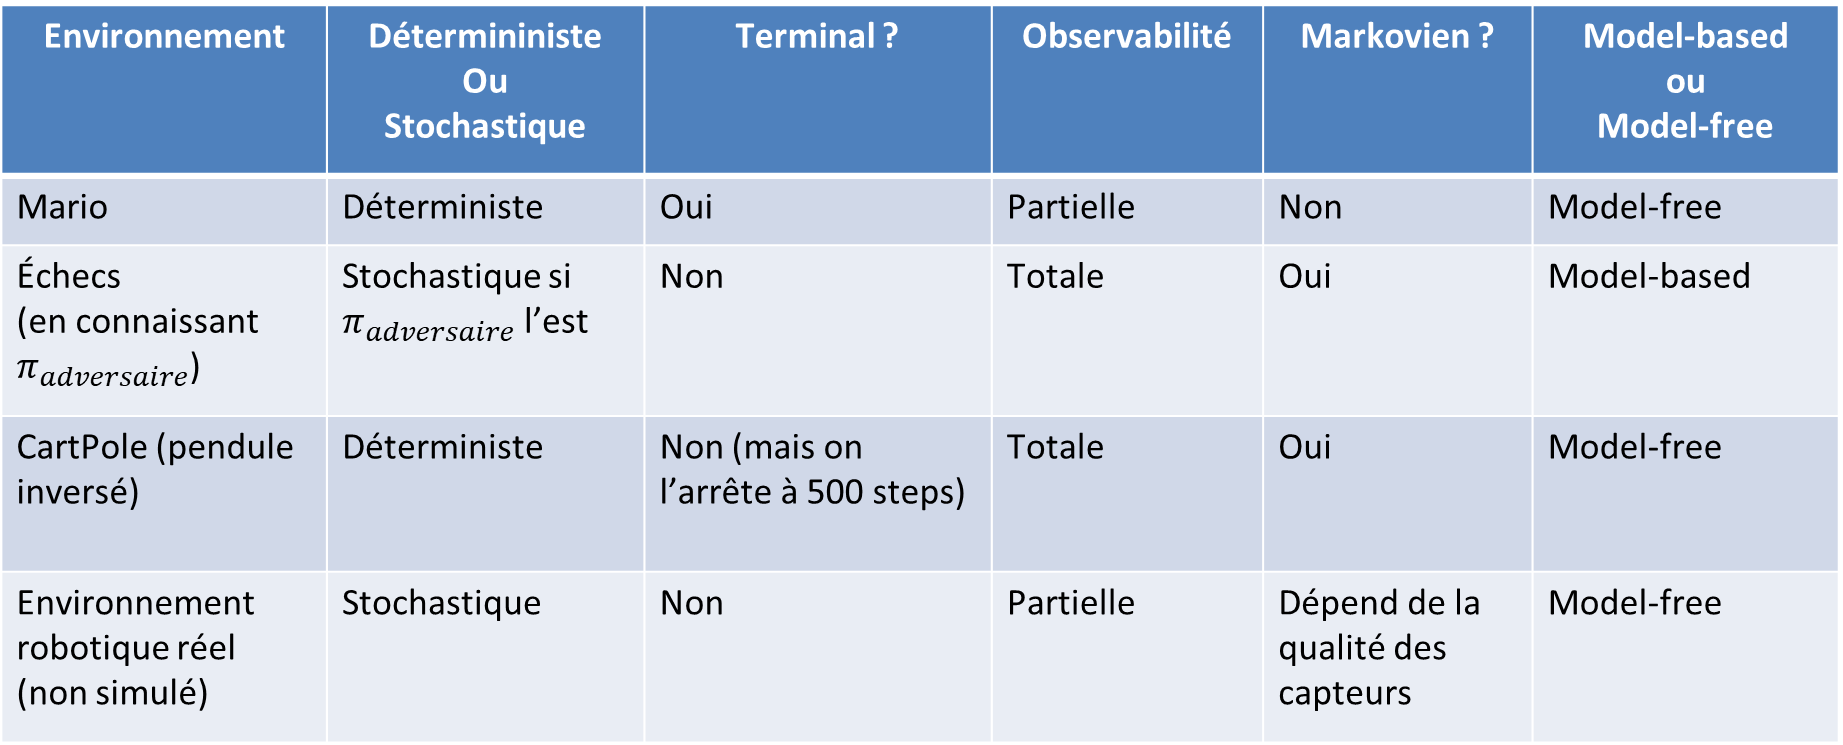 Environnement
Détermininiste
Ou
Stochastique
Terminal ?
Observabilité
Markovien ?
Model-based
ou
Model-free
Mario
Déterministe
Oui
Partielle
Non
Model-free
Échecs
(en connaissant
𝜋𝑎𝑑𝑣𝑒𝑟𝑠𝑎𝑖𝑟𝑒)
Stochastique si
𝜋𝑎𝑑𝑣𝑒𝑟𝑠𝑎𝑖𝑟𝑒 l’est
Non
Totale
Oui
Model-based
CartPole (pendule
inversé)
Déterministe
Non (mais on
l’arrête à 500 steps)
Totale
Oui
Model-free
Environnement
robotique réel
(non simulé)
Stochastique
Non
Partielle
Dépend de la
qualité des
capteurs
Model-free